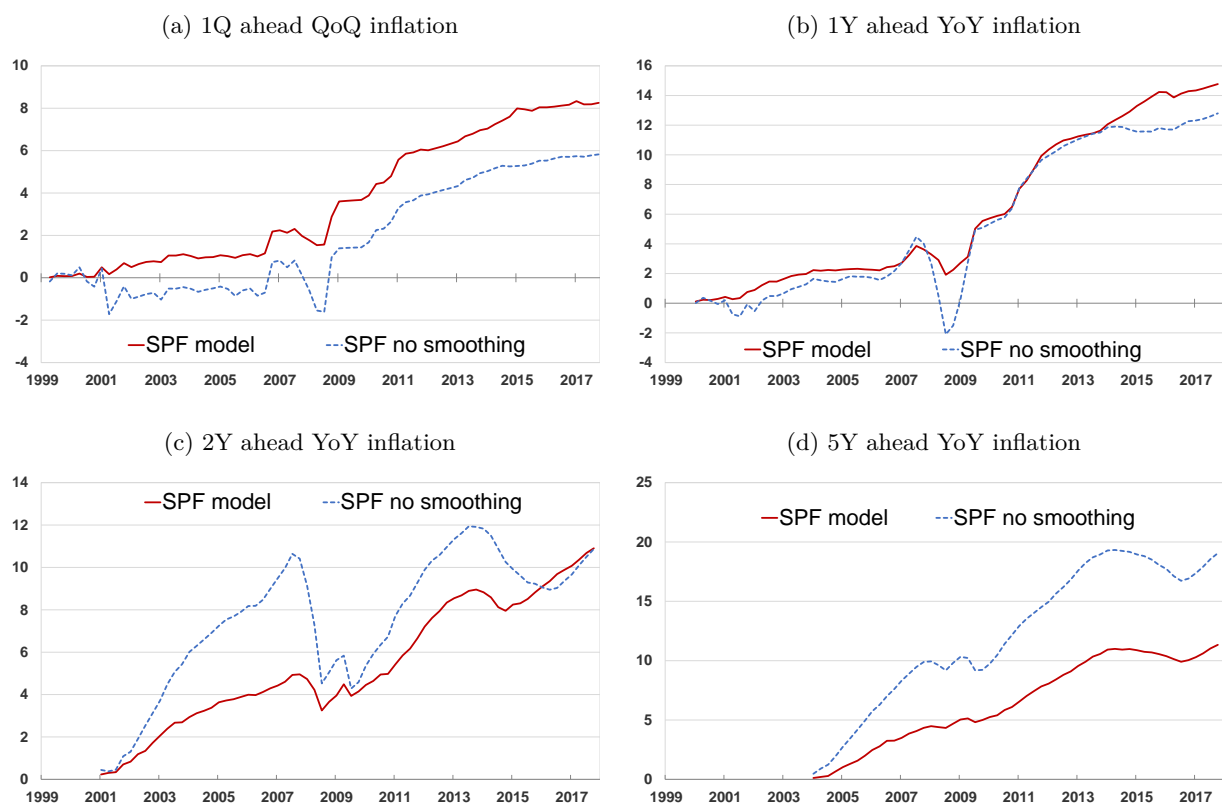 (a) 1Q ahead QoQ inflation
10
8
6
4
2
0
-2
-4
SPF model
SPF no smoothing
1999 2001 2003 2005 2007 2009 2011 2013 2015 2017
(b) 1Y ahead YoY inflation
16
14
12
10
8
6
4
2
0
-2
-4
SPF model
SPF no smoothing
1999 2001 2003 2005 2007 2009 2011 2013 2015 2017
(c) 2Y ahead YoY inflation
14
12
10
8
6
4
2
0
SPF model
SPF no smoothing
1999 2001 2003 2005 2007 2009 2011 2013 2015 2017
(d) 5Y ahead YoY inflation
25
20
15
10
5
0
SPF model
SPF no smoothing
1999 2001 2003 2005 2007 2009 2011 2013 2015 2017